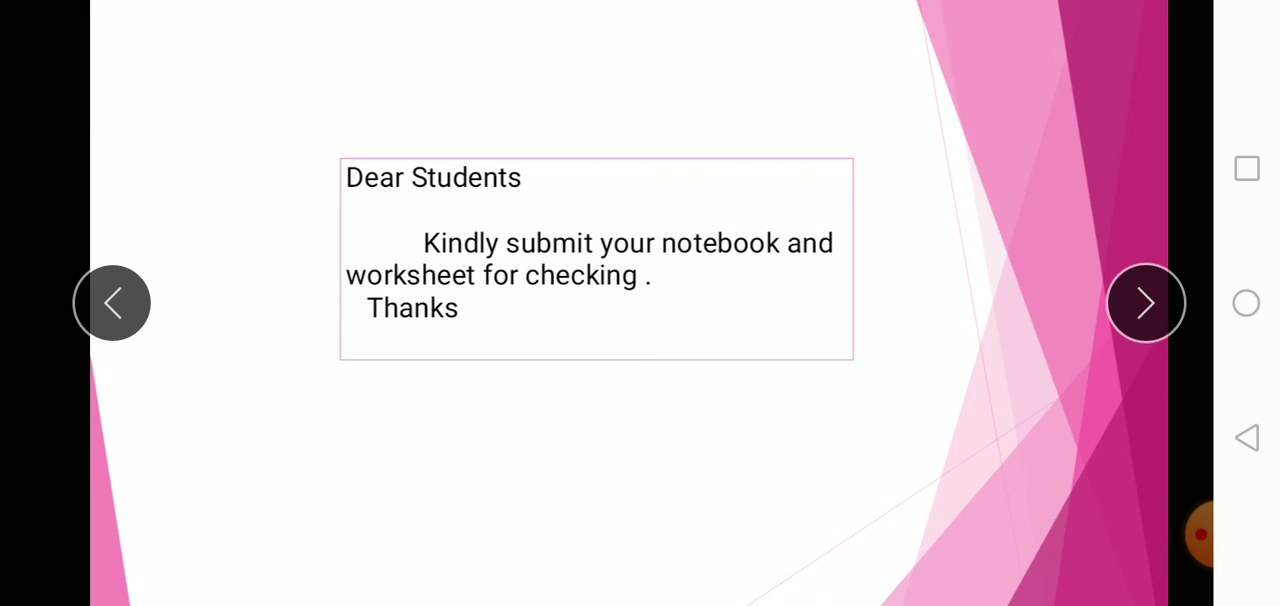 Dear Students
Kindly submit your notebook and
worksheet for checking .
Thanks